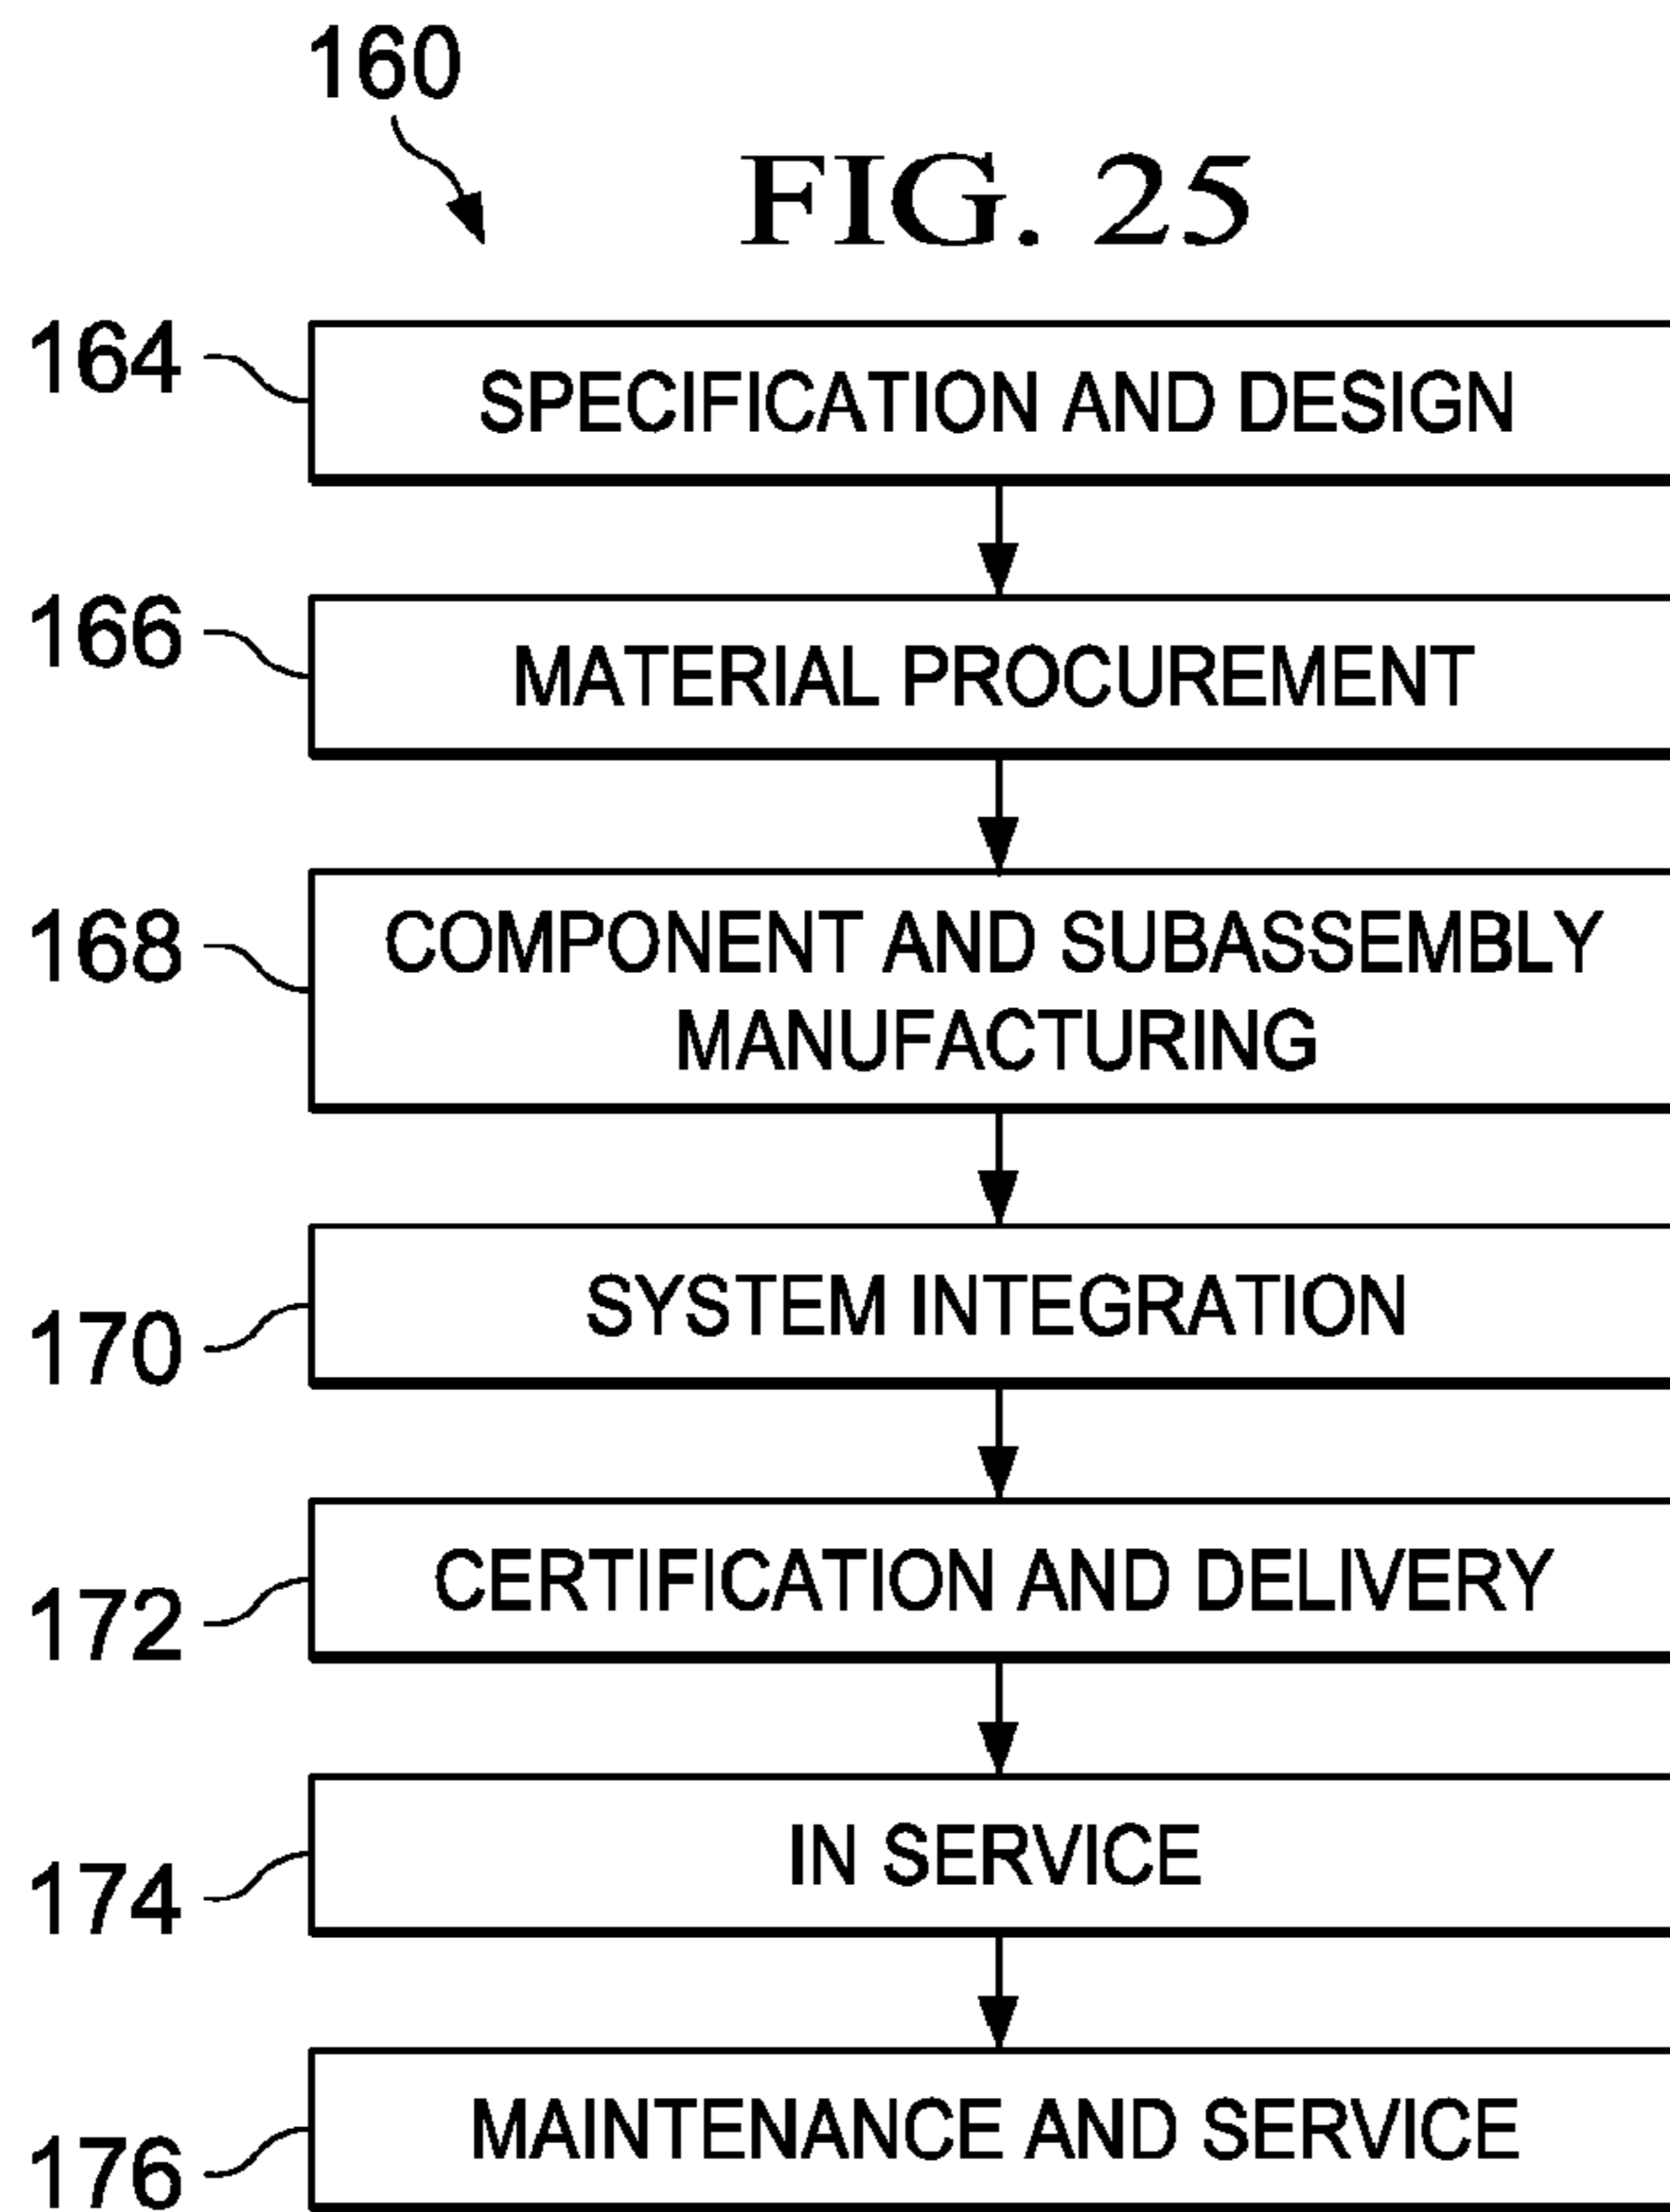 160
FIG. 25
164
SPECIFICATION AND DESIGN
166
MATERIAL PROCUREMENT
168
COMPONENT AND SUBASSEMBLY
MANUFACTURING
170
SYSTEM INTEGRATION
172
CERTIFICATION AND DELIVERY
174
IN SERVICE
176
MAINTENANCE AND SERVICE